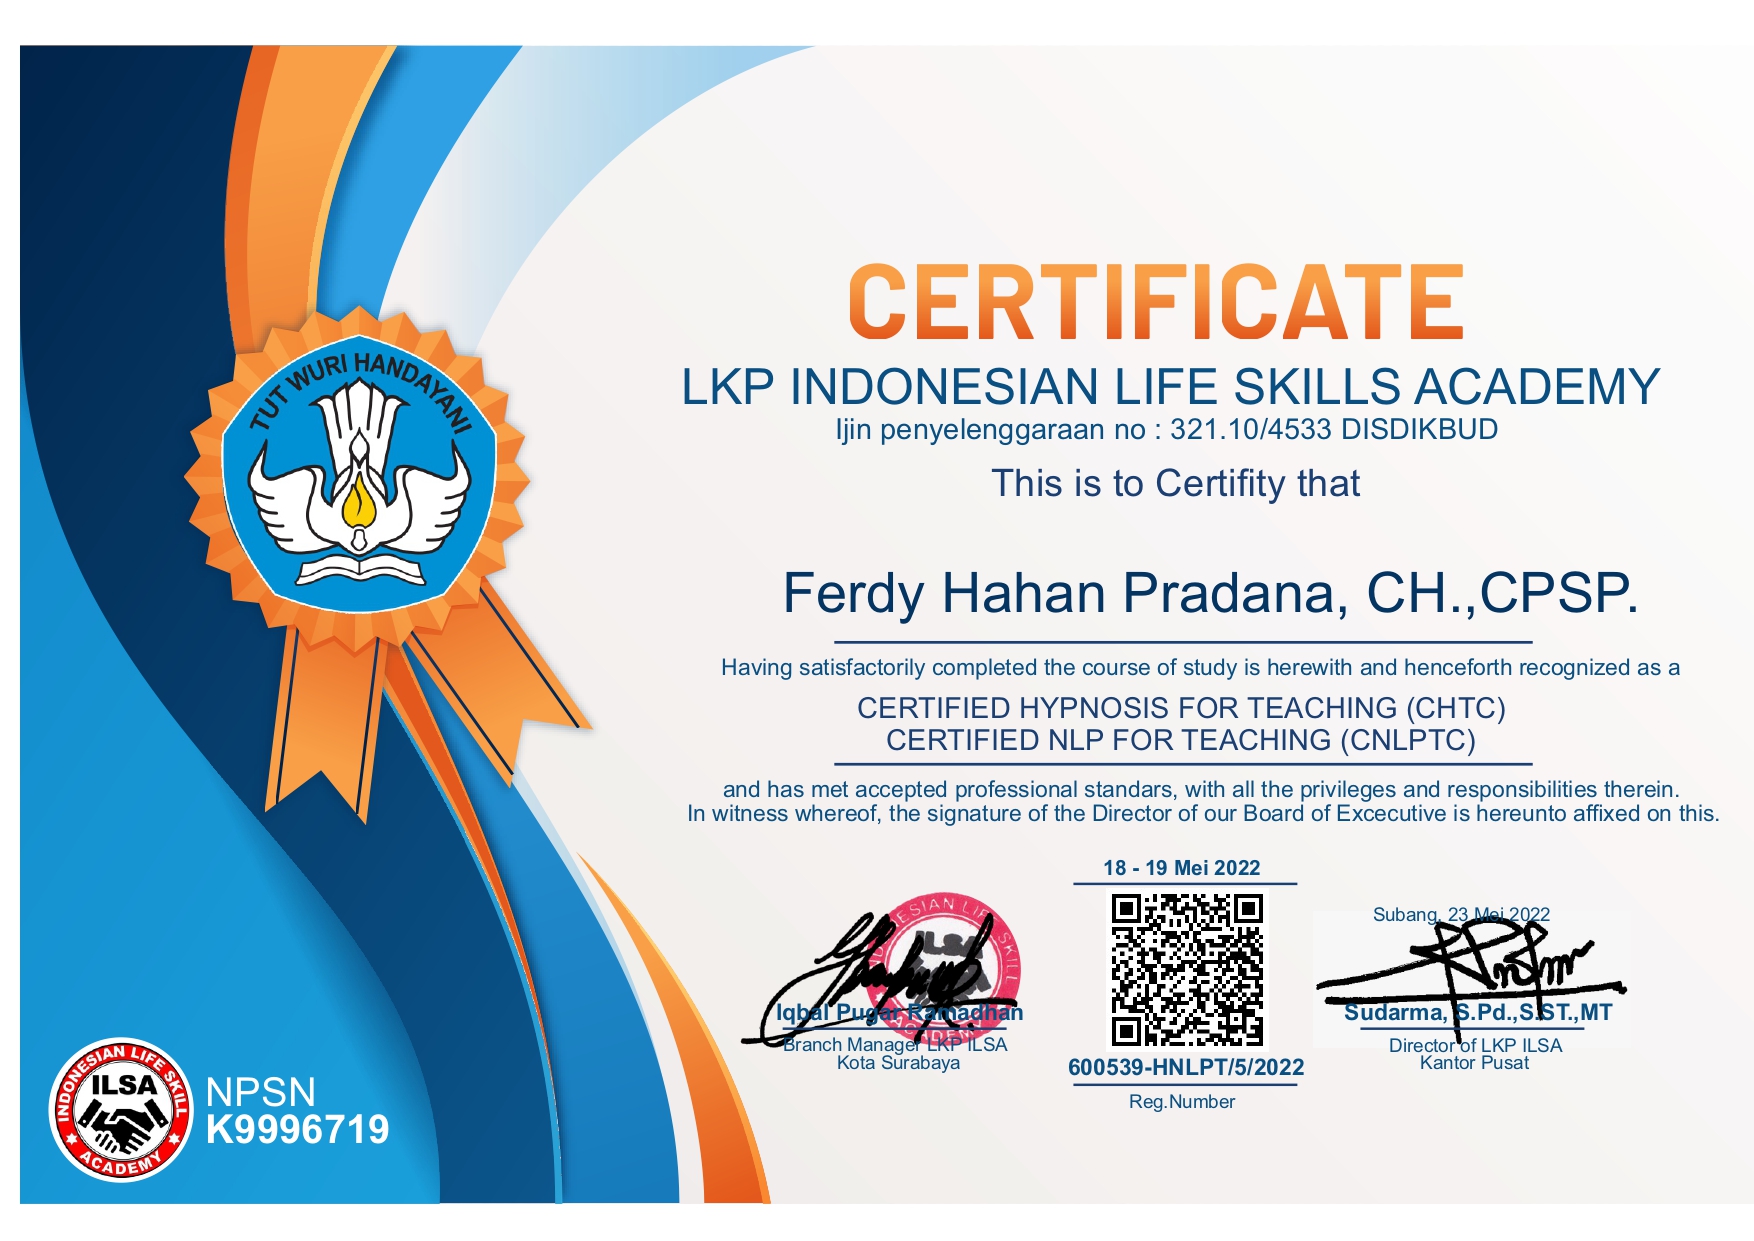 TUT WURI HANDAYANI
CERTIFICATE
LKP INDONESIAN LIFE SKILLS ACADEMY
Ijin penyelenggaraan no : 321.10/4533 DISDIKBUD
This is to Certifity that
Ferdy Hahan Pradana, CH.,CPSP.
Having satisfactorily completed the course of study is herewith and henceforth recognized as a
CERTIFIED HYPNOSIS FOR TEACHING (CHTC)
CERTIFIED NLP FOR TEACHING (CNLPTC)
and has met accepted professional standars, with all the privileges and responsibilities therein.
In witness whereof, the signature of the Director of our Board of Excecutive is hereunto affixed on this.
18 - 19 Mei 2022
Subang, 23 Mei 2022
ILSA
Iqbal Pugar Ramadhan
Branch Manager LKP ILSA
Kota Surabaya
600539-HNLPT/5/2022
Reg.Number
Sudarma, S.Pd.,S.ST.,MT
Director of LKP ILSA
Kantor Pusat
INDONESIAN LIFE SKILL
ILSA
ACADEMY
NPSN
K9996719